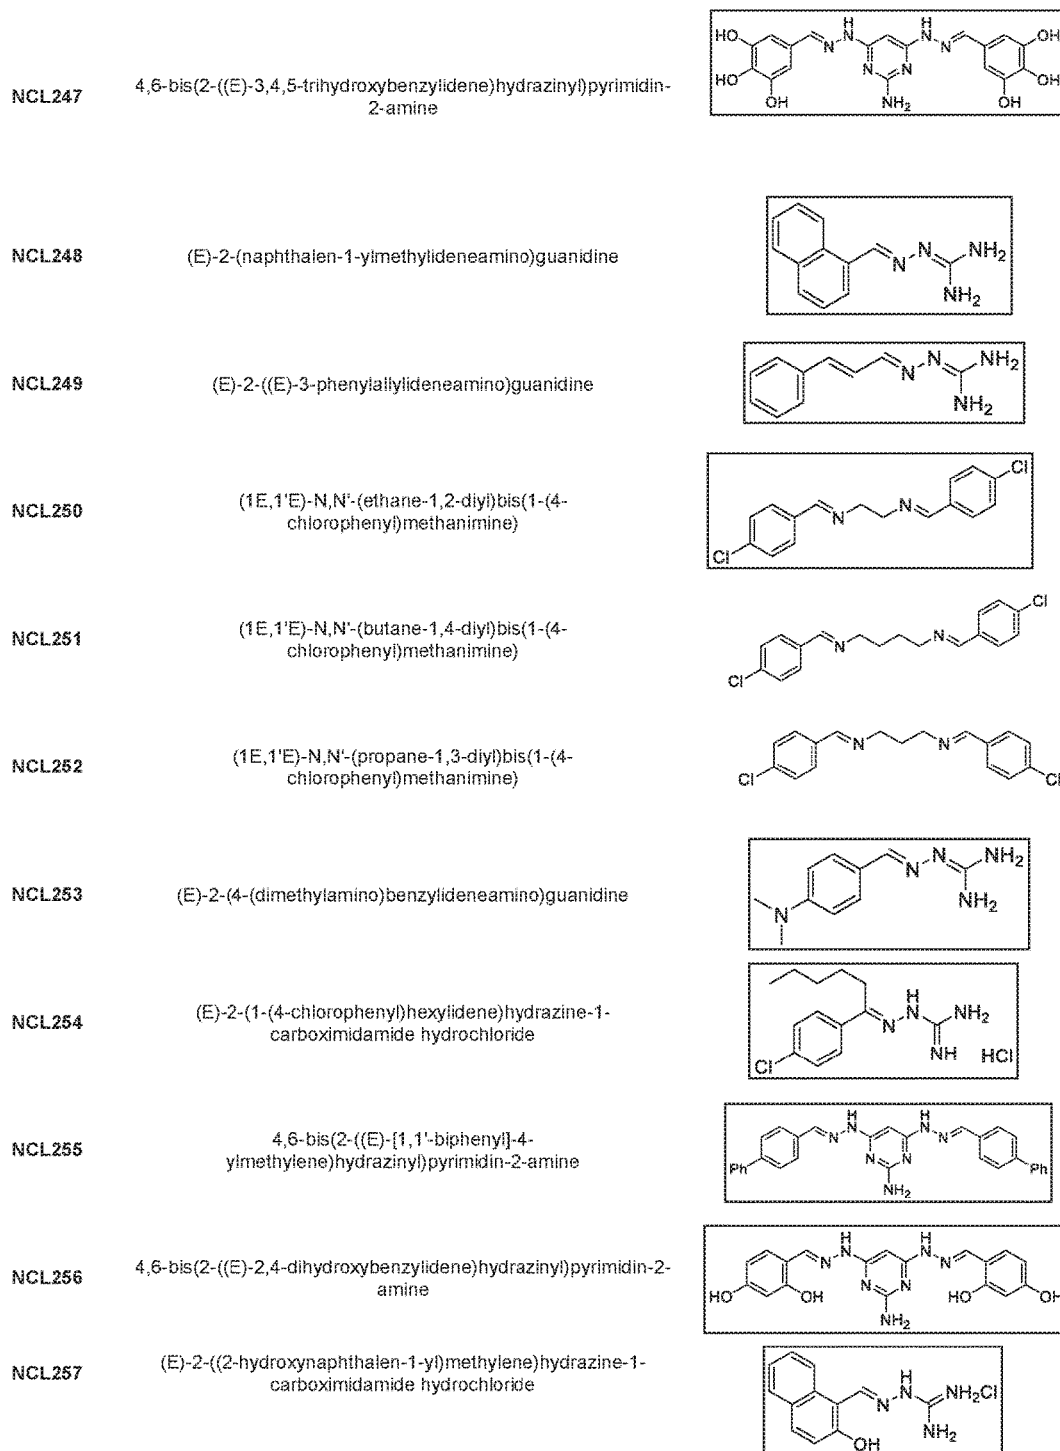 NCL247
4,6-bis(2-((E)-3,4,5-trihydroxybenzylidene)hydrazinyl)pyrimidin-
2-amine
HO HO OH N NH HN N N N NH2 OH OH HO
NCL248
(E)-2-(naphthalen-1-ylmethylideneamino)guanidine
N N NH2 NH2
NCL249
(E)-2-((E)-3-phenylallylideneamino)guanidine
N N NH2 NH2
NCL250
(1E,1'E)-N,N'-(ethane-1,2-diyl)bis(1-(4-
chlorophenyl)methanimine)
Cl N N Cl
NCL251
(1E,1'E)-N,N'-(butane-1,4-diyl)bis(1-(4-
chlorophenyl)methanimine)
Cl N N Cl
NCL252
(1E,1'E)-N,N'-(propane-1,3-diyl)bis(1-(4-
chlorophenyl)methanimine)
Cl N N Cl
NCL253
(E)-2-(4-(dimethylamino)benzylideneamino)guanidine
N N N NH2 NH2
NCL254
(E)-2-(1-(4-chlorophenyl)hexylidene)hydrazine-1-
carboximidamide hydrochloride
Cl N H N NH2 NH HCl
NCL255
4,6-bis(2-((E)-[1,1'-biphenyl]-4-
ylmethylene)hydrazinyl)pyrimidin-2-amine
Ph N H N N N NH2 H N N Ph
NCL256
4,6-bis(2-((E)-2,4-dihydroxybenzylidene)hydrazinyl)pyrimidin-2-
amine
HO OH N H N N N NH2 H N N HO OH
NCL257
(E)-2-((2-hydroxynaphthalen-1-yl)methylene)hydrazine-1-
carboximidamide hydrochloride
OH N H N NH2Cl NH2